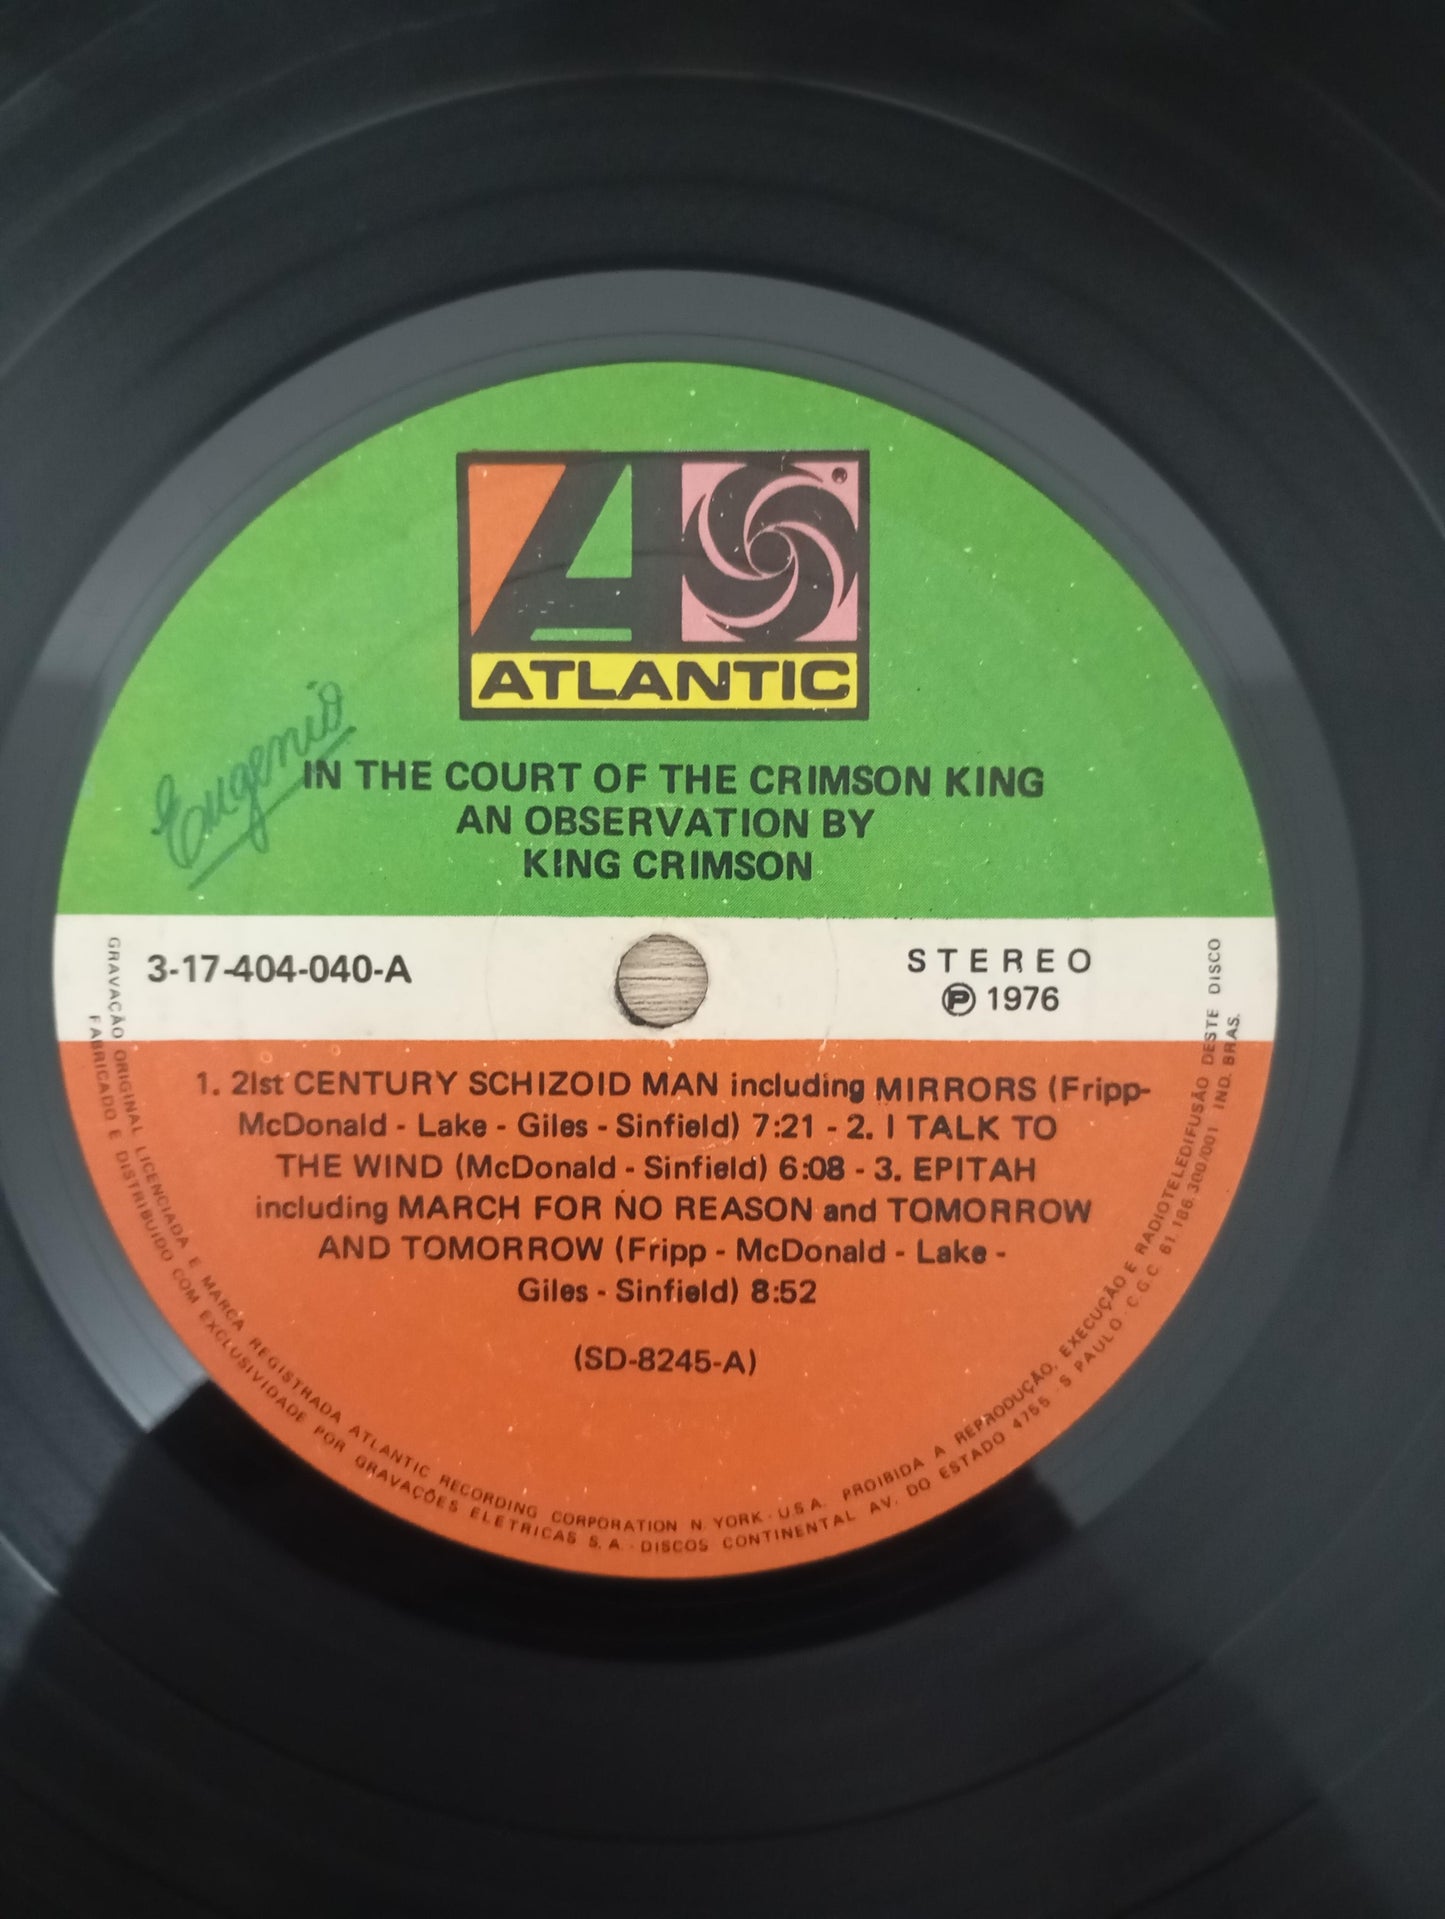 ATLANTIC
Eugenio
IN THE COURT OF THE CRIMSON KING
AN OBSERVATION BY
KING CRIMSON
3-17-404-040-A
STEREO
℗ 1976
1. 21st CENTURY SCHIZOID MAN including MIRRORS (Fripp-
McDonald - Lake - Giles - Sinfield) 7:21 - 2. I TALK TO
THE WIND (McDonald - Sinfield) 6:08 - 3. EPITAH
including MARCH FOR NO REASON and TOMORROW
AND TOMORROW (Fripp - McDonald - Lake -
Giles - Sinfield) 8:52
(SD-8245-A)
GRAVAÇÃO ORIGINAL LICENCIADA E MARCA REGISTRADA ATLANTIC RECORDING CORPORATION N. YORK - U.S.A. PROIBIDA A REPRODUÇÃO, EXECUÇÃO E RADIOTELEDIFUSÃO DESTE DISCO
FABRICADO E DISTRIBUIDO COM EXCLUSIVIDADE POR GRAVAÇÕES ELETRICAS S.A - DISCOS CONTINENTAL AV. DO ESTADO 4755 - S PAULO - C.G.C. 61.186.300/001 IND. BRAS.